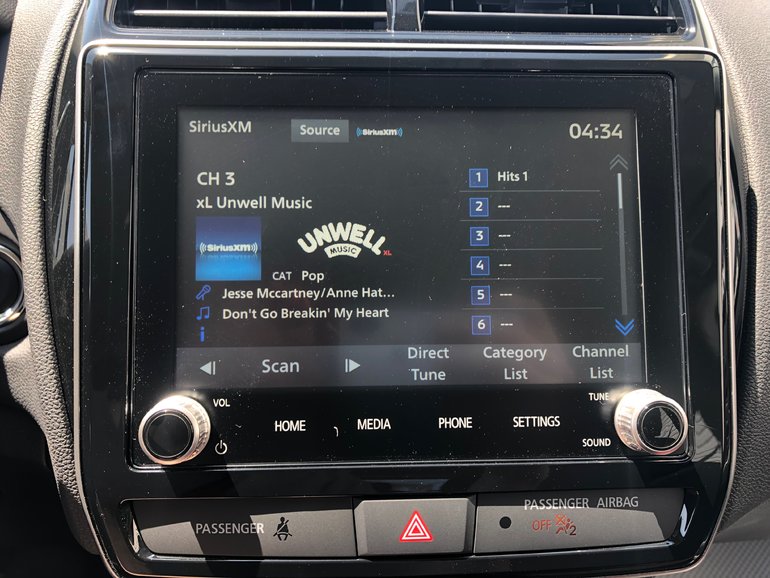 SiriusXM Source ((SiriusXM)) 04:34
CH 3
xL Unwell Music
((SiriusXM))
UNWELL
MUSIC XL
CAT Pop
Jesse Mccartney/Anne Hat...
Don't Go Breakin' My Heart
i
1 Hits 1
2 ---
3 ---
4 ---
5 ---
6 ---
Scan
Direct Tune
Category List
Channel List
VOL
TUNE
HOME MEDIA PHONE SETTINGS
SOUND
PASSENGER
PASSENGER AIRBAG
OFF 2